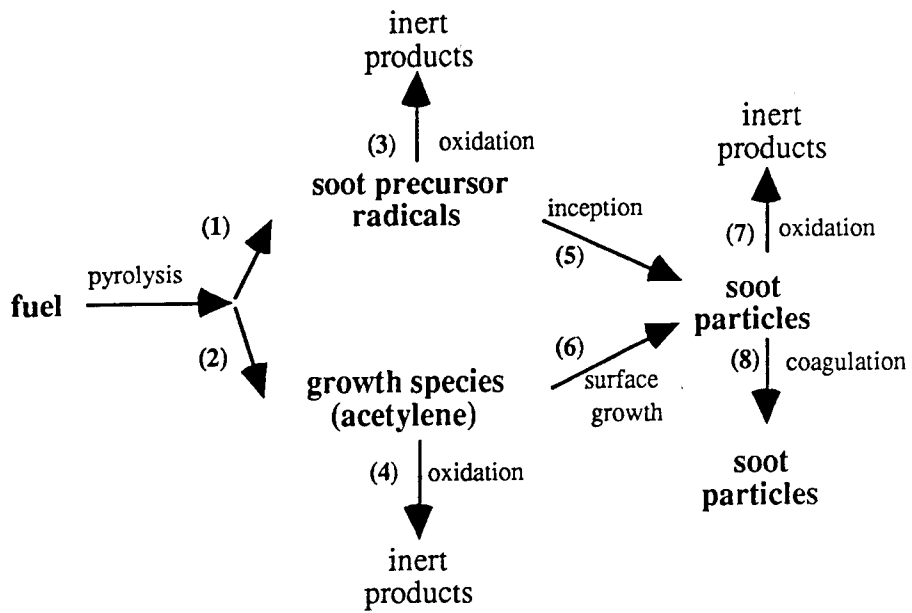 inert
products
(3) oxidation
soot precursor
radicals
inert
products
(1)
inception
(5)
(7) oxidation
pyrolysis
fuel
soot
particles
(2)
(6)
surface
growth
(8) coagulation
growth species
(acetylene)
(4) oxidation
soot
particles
inert
products